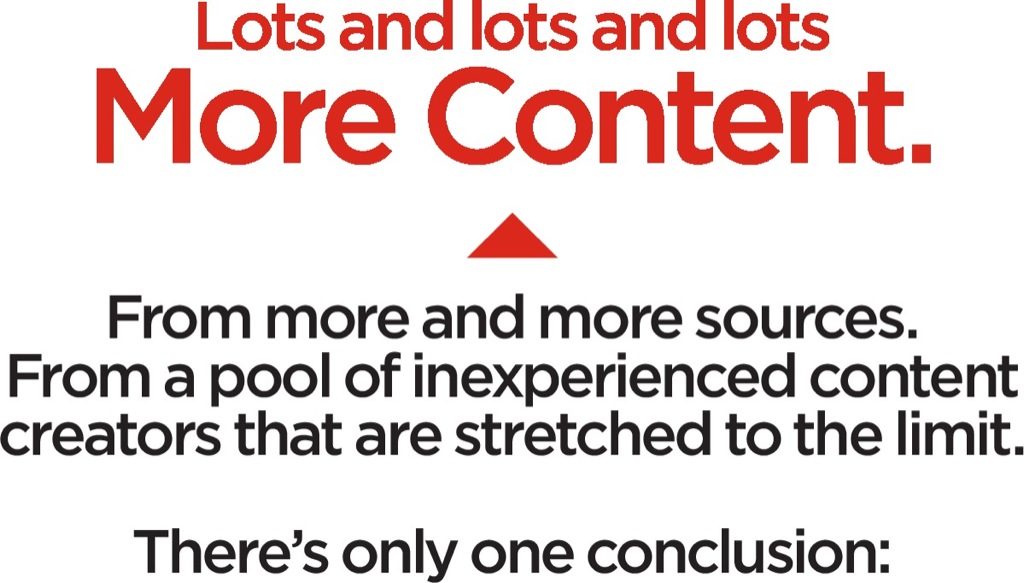 Lots and lots and lots
More Content.
From more and more sources.
From a pool of inexperienced content
creators that are stretched to the limit.
There’s only one conclusion: